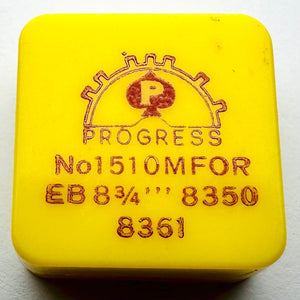 P
PROGRESS
No1510MFOR
EB 8¾''' 8350
8361